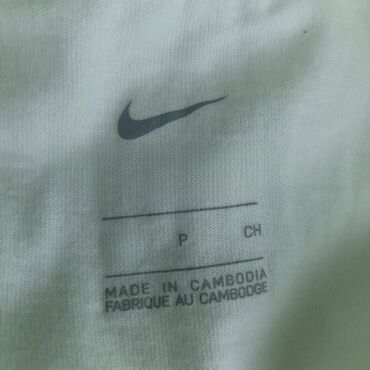 P CH
MADE IN CAMBODIA
FABRIQUE AU CAMBODGE